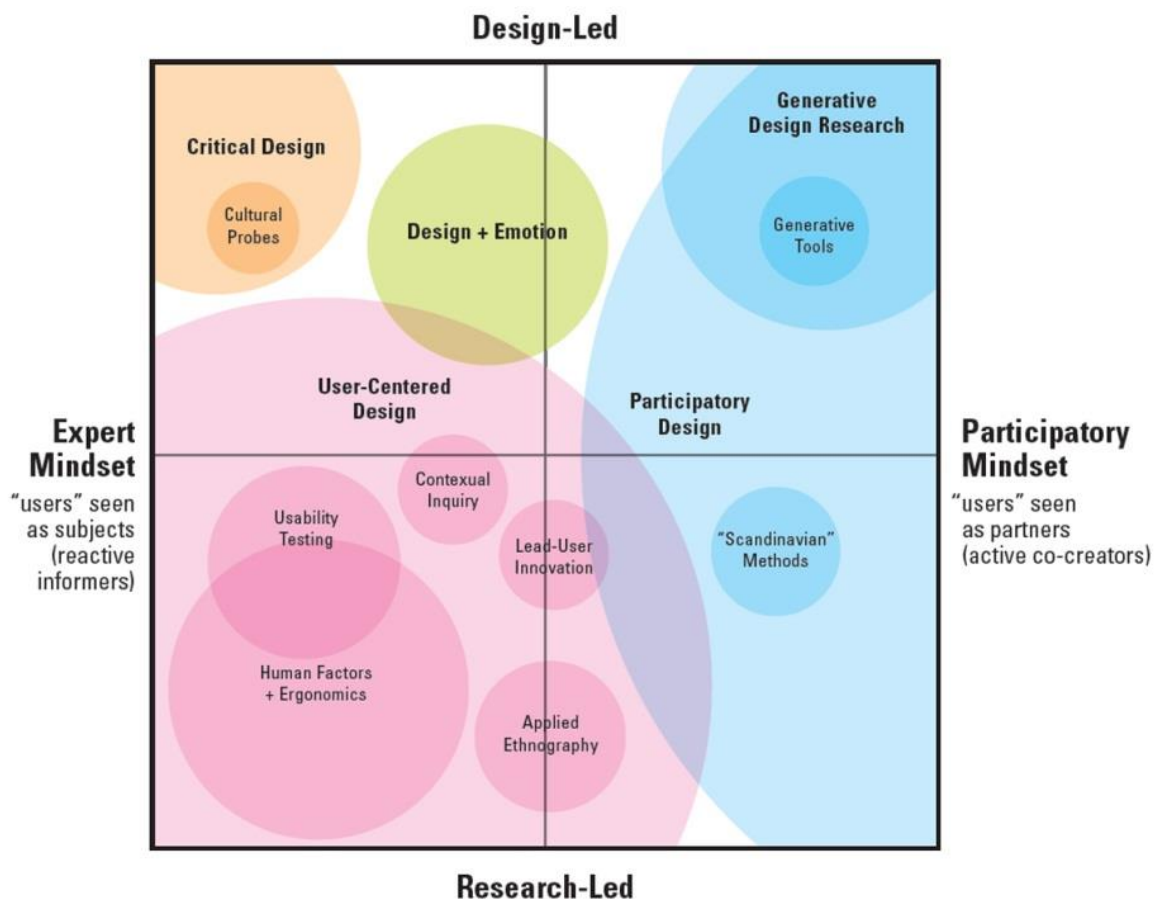 Design-Led
Generative
Design Research
Critical Design
Cultural
Probes
Design + Emotion
Generative
Tools
User-Centered
Design
Participatory
Design
Expert
Mindset
“users” seen
as subjects
(reactive
informers)
Participatory
Mindset
“users” seen
as partners
(active co-creators)
Contexual
Inquiry
Usability
Testing
Lead-User
Innovation
“Scandinavian”
Methods
Human Factors
+ Ergonomics
Applied
Ethnography
Research-Led